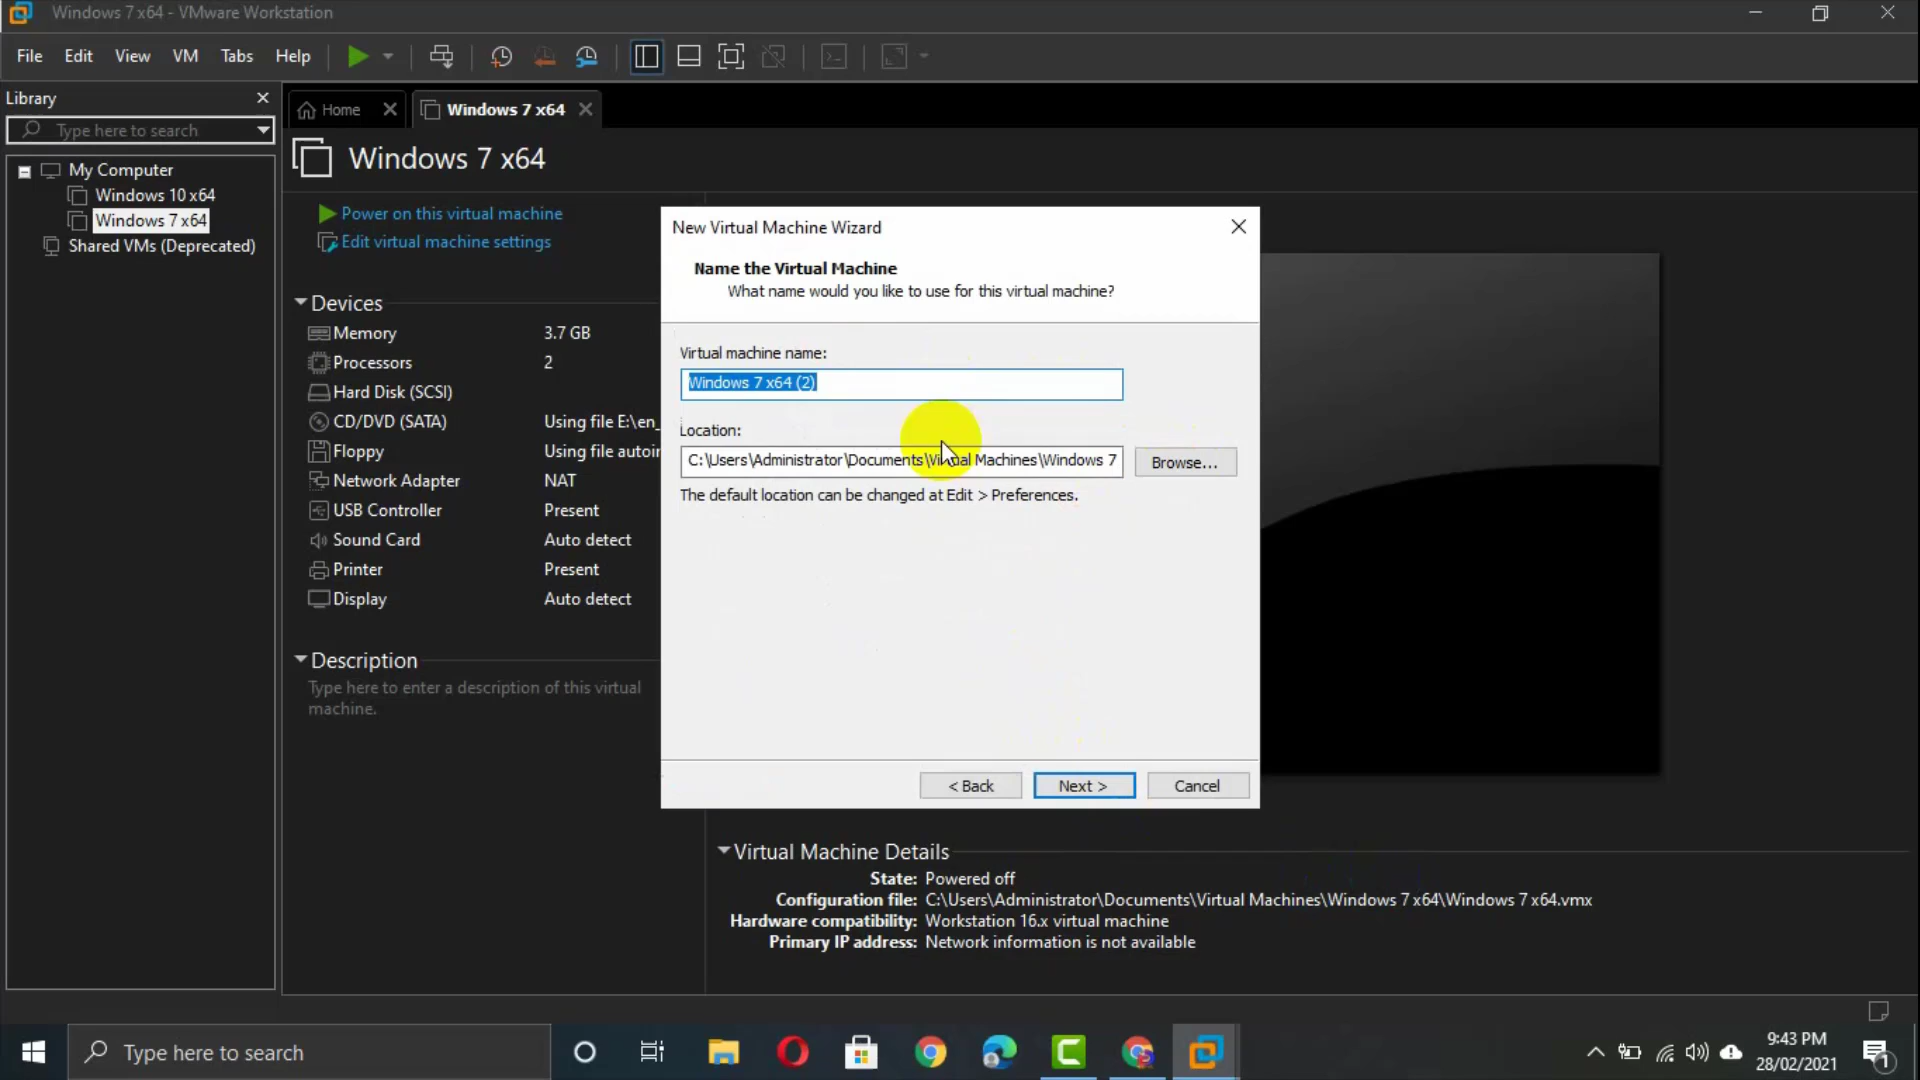 Windows 7 x64 - VMware Workstation
File Edit View VM Tabs Help
Library
Home
Windows 7 x64
Type here to search
My Computer
Windows 10 x64
Windows 7 x64
Shared VMs (Deprecated)
Windows 7 x64
Power on this virtual machine
Edit virtual machine settings
Devices
Memory 3.7 GB
Processors 2
Hard Disk (SCSI)
CD/DVD (SATA) Using file E:\en_
Floppy Using file autoin
Network Adapter NAT
USB Controller Present
Sound Card Auto detect
Printer Present
Display Auto detect
Description
Type here to enter a description of this virtual
machine.
New Virtual Machine Wizard
Name the Virtual Machine
What name would you like to use for this virtual machine?
Virtual machine name:
Windows 7 x64 (2)
Location:
C:\Users\Administrator\Documents\Virtual Machines\Windows 7
Browse...
The default location can be changed at Edit > Preferences.
< Back Next > Cancel
Virtual Machine Details
State: Powered off
Configuration file: C:\Users\Administrator\Documents\Virtual Machines\Windows 7 x64\Windows 7 x64.vmx
Hardware compatibility: Workstation 16.x virtual machine
Primary IP address: Network information is not available
Type here to search
9:43 PM
28/02/2021
1